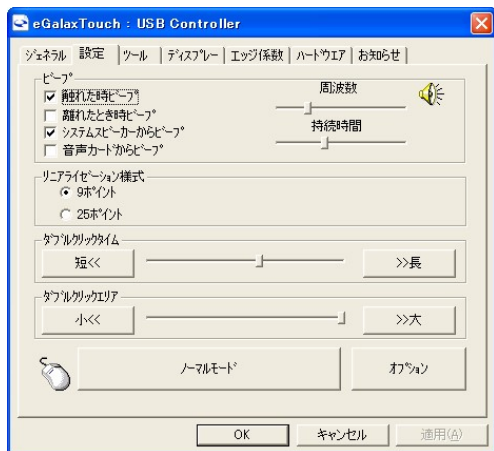 eGalaxTouch : USB Controller
ジェネラル 設定 ツール ディスプレー エッジ係数 ハードウエア お知らせ
ビープ
触れた時ビープ
離れたとき時ビープ
システムスピーカーからビープ
音声カードからビープ
周波数
持続時間
リニアライゼーション様式
9ポイント
25ポイント
ダブルクリックタイム
短<< >>長
ダブルクリックエリア
小<< >>大
ノーマルモード オプション
OK キャンセル 適用(A)